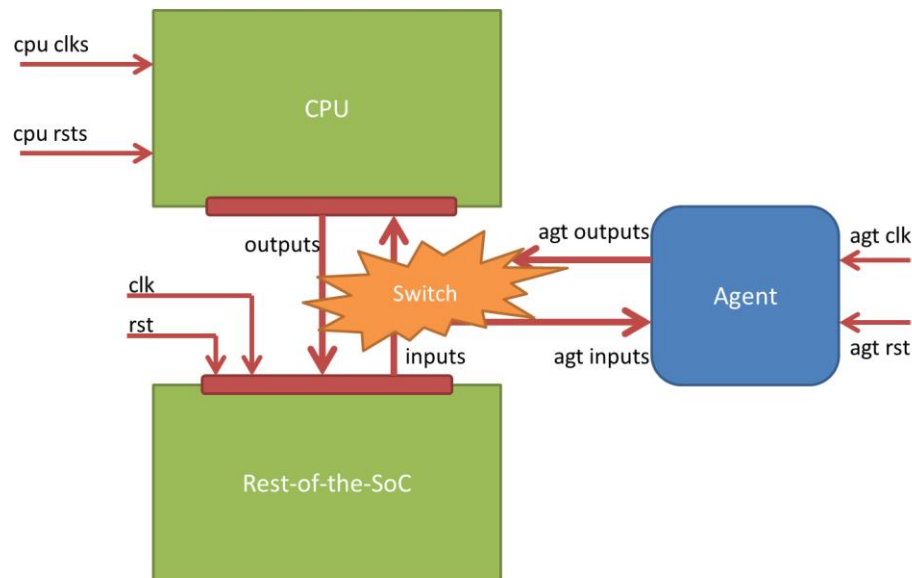 cpu clks
CPU
cpu rsts
outputs
agt outputs
agt clk
clk
Switch
Agent
rst
inputs
agt inputs
agt rst
Rest-of-the-SoC